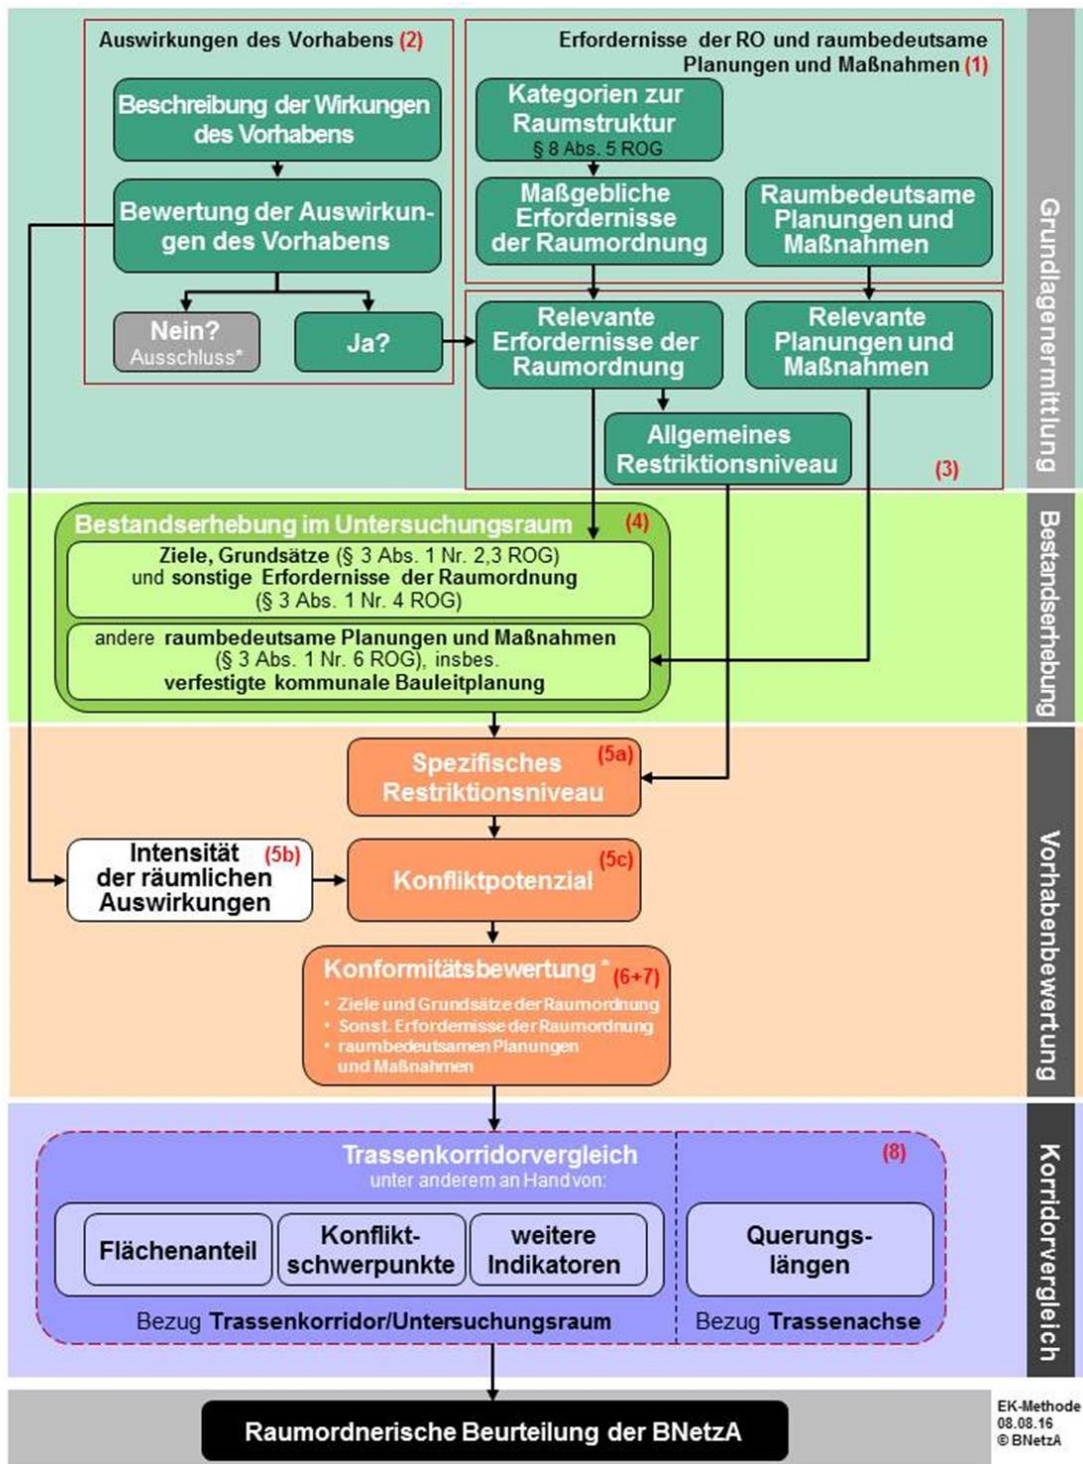 Auswirkungen des Vorhabens (2)
Beschreibung der Wirkungen
des Vorhabens
Bewertung der Auswirkun-
gen des Vorhabens
Nein?
Ausschluss*
Ja?
Erfordernisse der RO und raumbedeutsame
Planungen und Maßnahmen (1)
Kategorien zur
Raumstruktur
§ 8 Abs. 5 ROG
Maßgebliche
Erfordernisse
der Raumordnung
Raumbedeutsame
Planungen und
Maßnahmen
Relevante
Erfordernisse der
Raumordnung
Relevante
Planungen und
Maßnahmen
Allgemeines
Restriktionsniveau
(3)
Grundlagenermittlung
Bestandserhebung im Untersuchungsraum (4)
Ziele, Grundsätze (§ 3 Abs. 1 Nr. 2,3 ROG)
und sonstige Erfordernisse der Raumordnung
(§ 3 Abs. 1 Nr. 4 ROG)
andere raumbedeutsame Planungen und Maßnahmen
(§ 3 Abs. 1 Nr. 6 ROG), insbes.
verfestigte kommunale Bauleitplanung
Bestandserhebung
Spezifisches (5a)
Restriktionsniveau
Intensität (5b)
der räumlichen
Auswirkungen
Konfliktpotenzial (5c)
Konformitätsbewertung * (6+7)
• Ziele und Grundsätze der Raumordnung
• Sonst. Erfordernisse der Raumordnung
• raumbedeutsamen Planungen
und Maßnahmen
Vorhabenbewertung
Trassenkorridorvergleich (8)
unter anderem an Hand von:
Flächenanteil
Konflikt-
schwerpunkte
weitere
Indikatoren
Querungs-
längen
Bezug Trassenkorridor/Untersuchungsraum
Bezug Trassenachse
Korridorvergleich
Raumordnerische Beurteilung der BNetzA
EK-Methode
08.08.16
© BNetzA